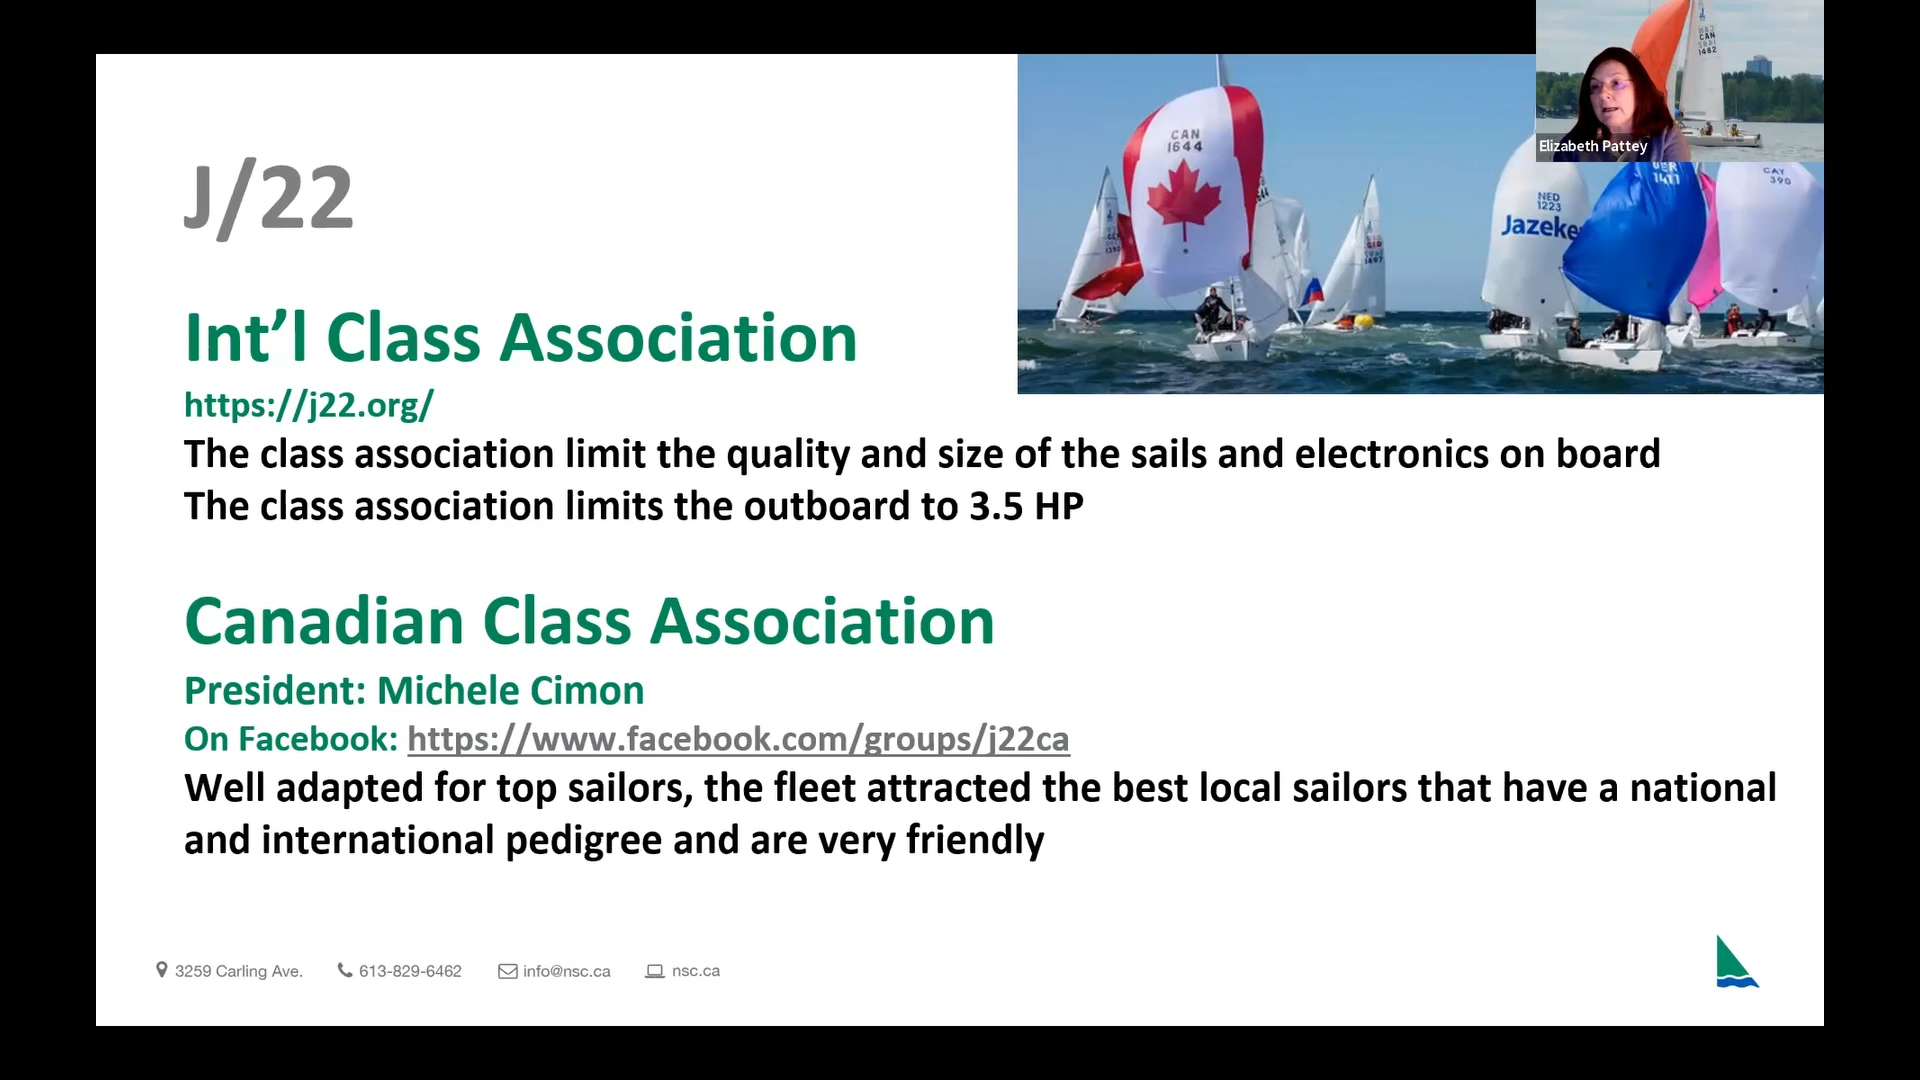 J/22
Int’l Class Association
https://j22.org/
The class association limit the quality and size of the sails and electronics on board
The class association limits the outboard to 3.5 HP
Canadian Class Association
President: Michele Cimon
On Facebook: https://www.facebook.com/groups/j22ca
Well adapted for top sailors, the fleet attracted the best local sailors that have a national
and international pedigree and are very friendly
3259 Carling Ave. 613-829-6462 info@nsc.ca nsc.ca
CAN
1644
NED
1223
Jazeke
1411
CAY
390
CAN
1482
Elizabeth Pattey